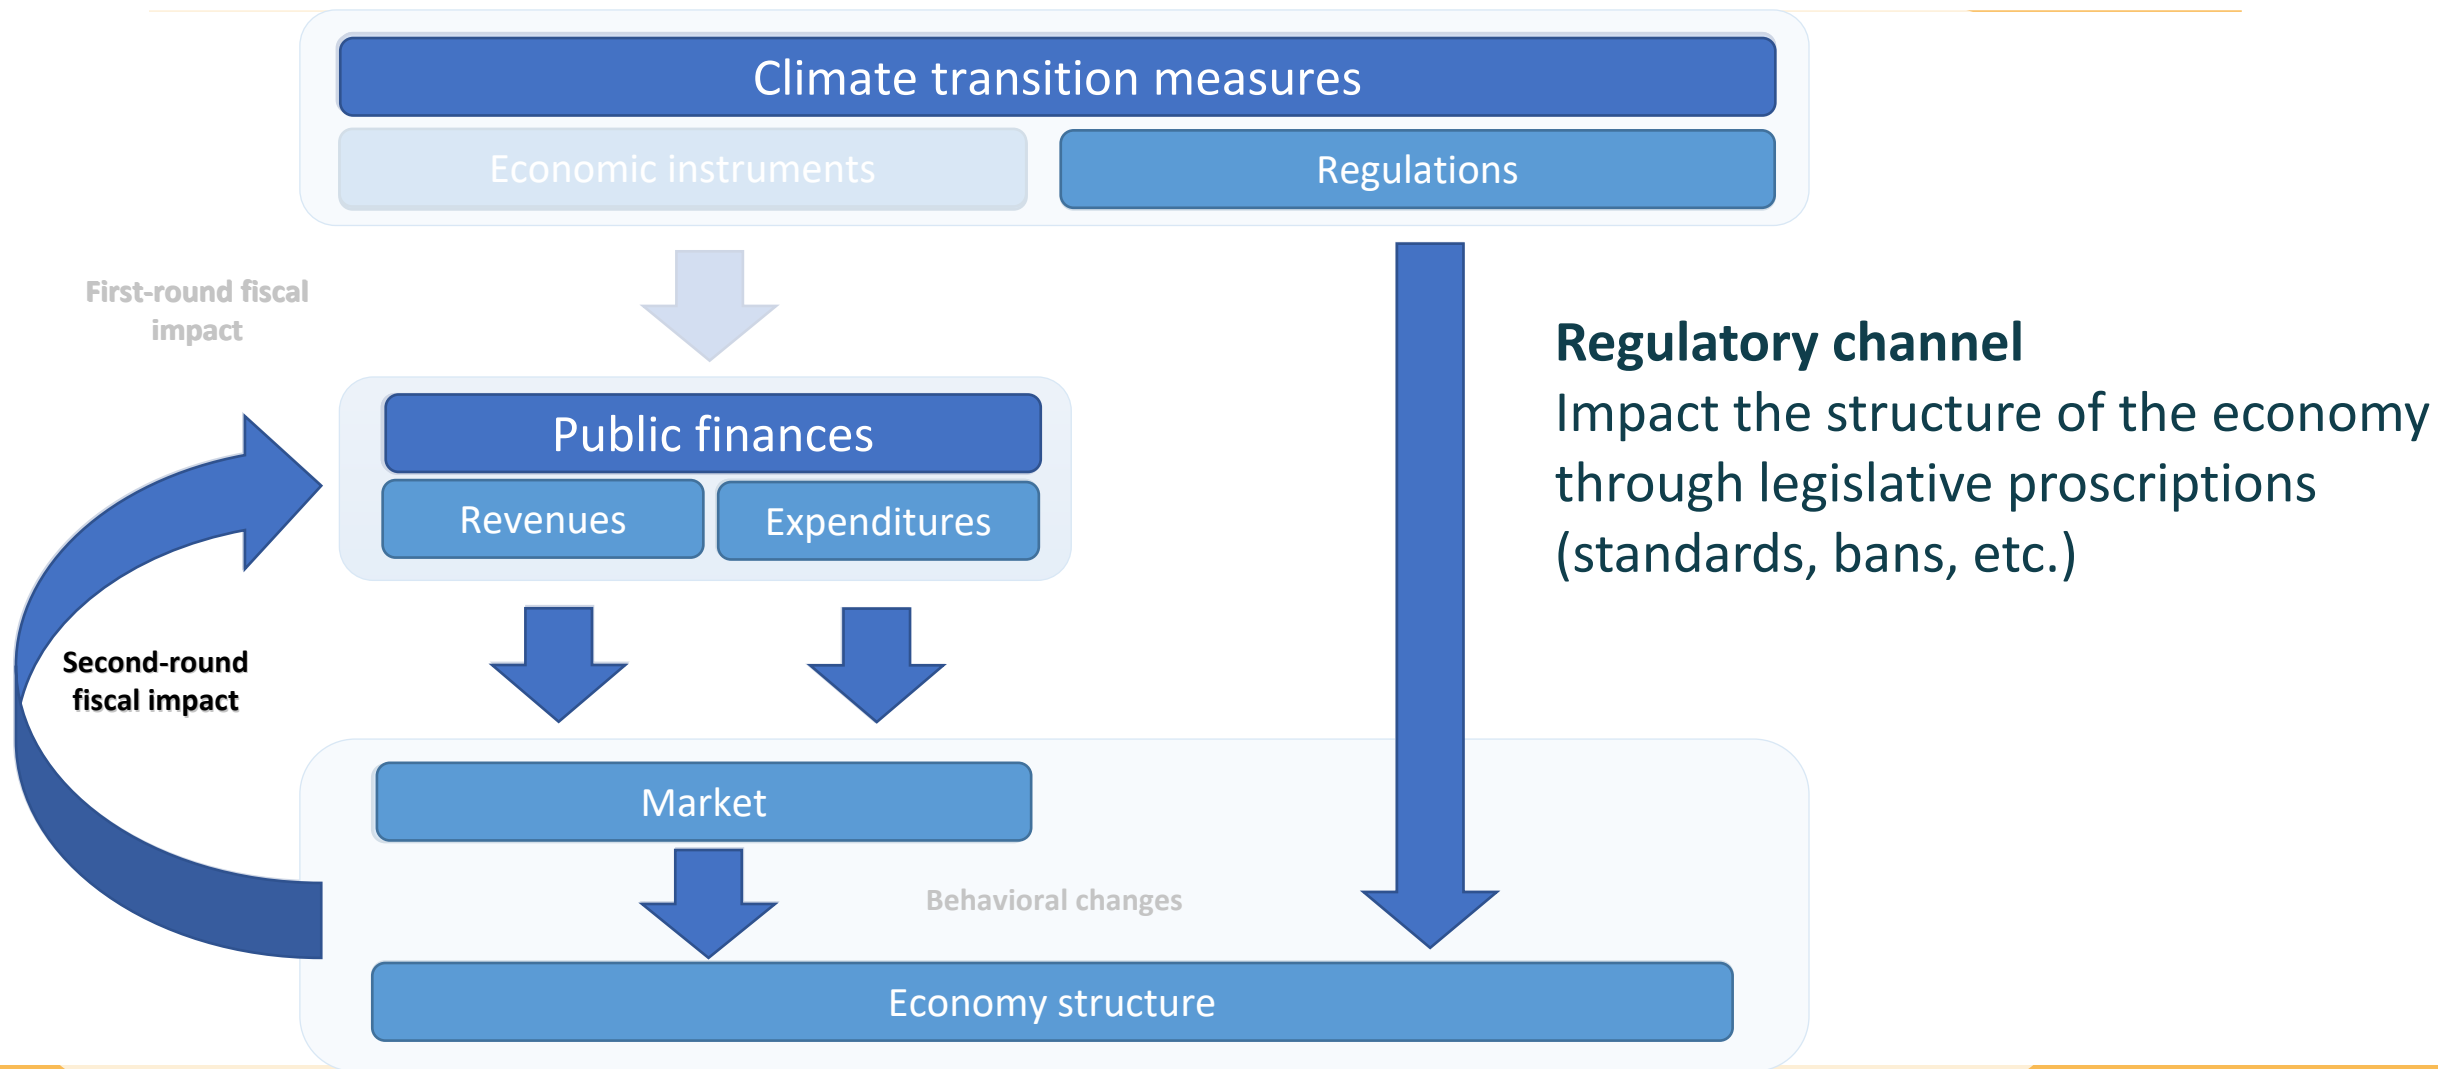 Climate transition measures
Economic instruments
Regulations
First-round fiscal
impact
Regulatory channel
Impact the structure of the economy
through legislative proscriptions
(standards, bans, etc.)
Public finances
Revenues
Expenditures
Second-round
fiscal impact
Market
Behavioral changes
Economy structure